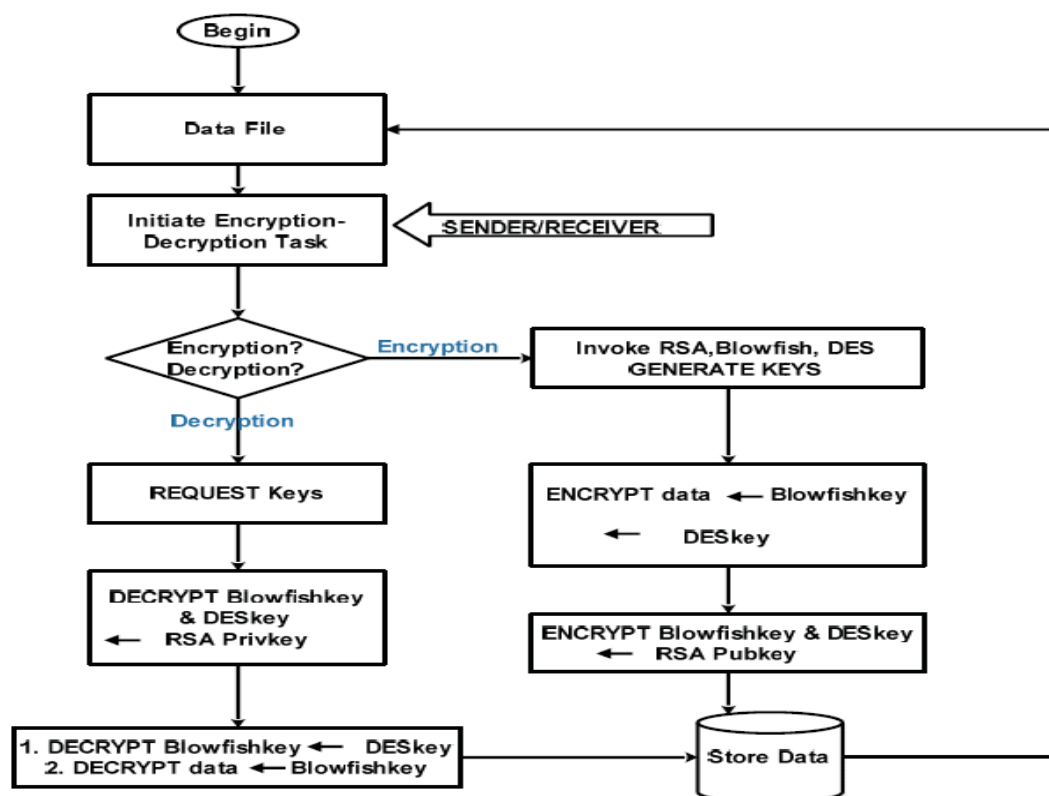 Begin
Data File
Initiate Encryption-
Decryption Task
SENDER/RECEIVER
Encryption?
Decryption?
Encryption
Invoke RSA,Blowfish, DES
GENERATE KEYS
Decryption
REQUEST Keys
ENCRYPT data ← Blowfishkey
← DESkey
DECRYPT Blowfishkey
& DESkey
← RSA Privkey
ENCRYPT Blowfishkey & DESkey
← RSA Pubkey
1. DECRYPT Blowfishkey ← DESkey
2. DECRYPT data ← Blowfishkey
Store Data